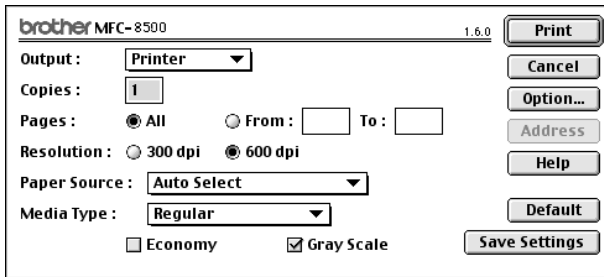 brother MFC-8500 1.6.0 Print
Output : Printer Cancel
Copies : 1 Option...
Pages : All From : To : Address
Resolution : 300 dpi 600 dpi Help
Paper Source : Auto Select
Media Type : Regular Default
Economy Gray Scale Save Settings